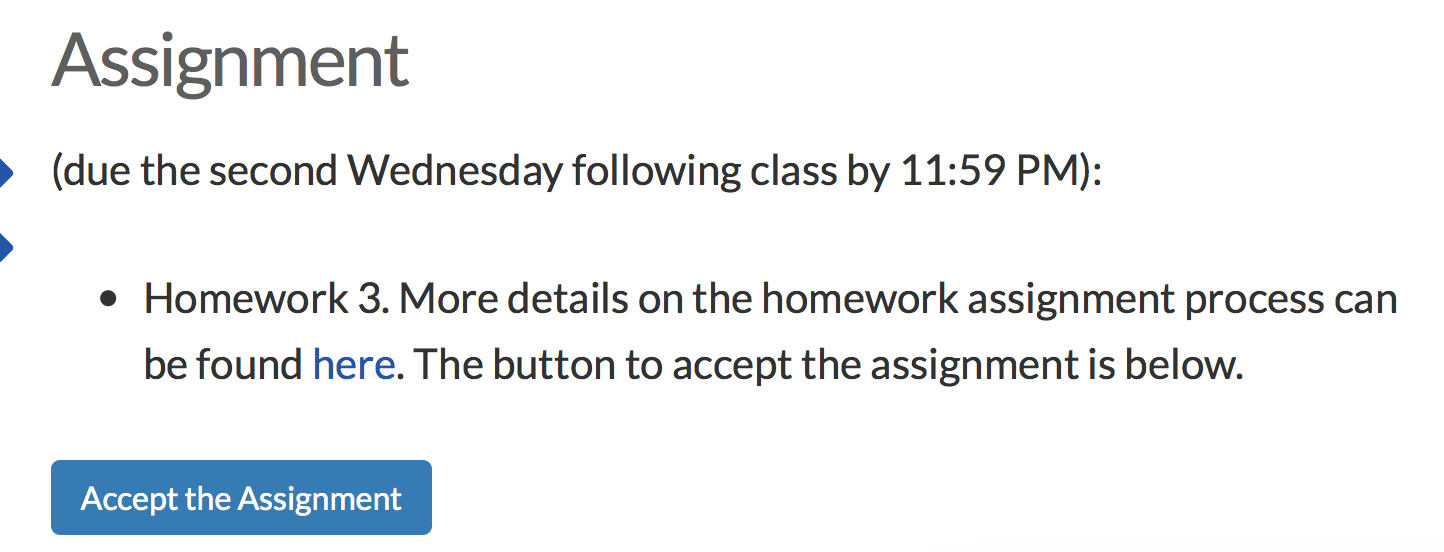 Assignment
(due the second Wednesday following class by 11:59 PM):
• Homework 3. More details on the homework assignment process can
be found here. The button to accept the assignment is below.
Accept the Assignment